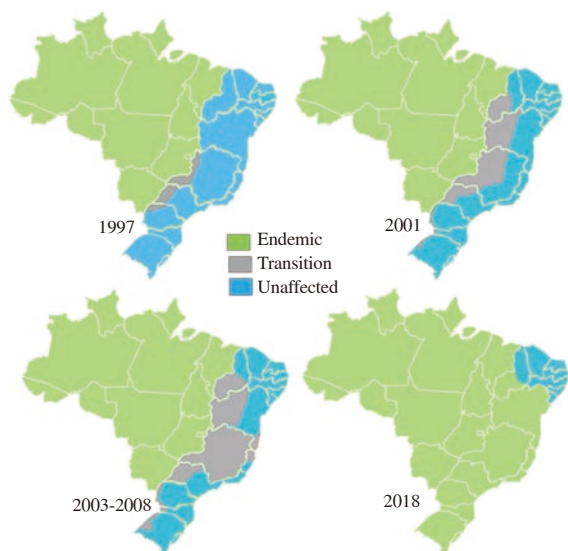 1997
2001
Endemic
Transition
Unaffected
2003-2008
2018